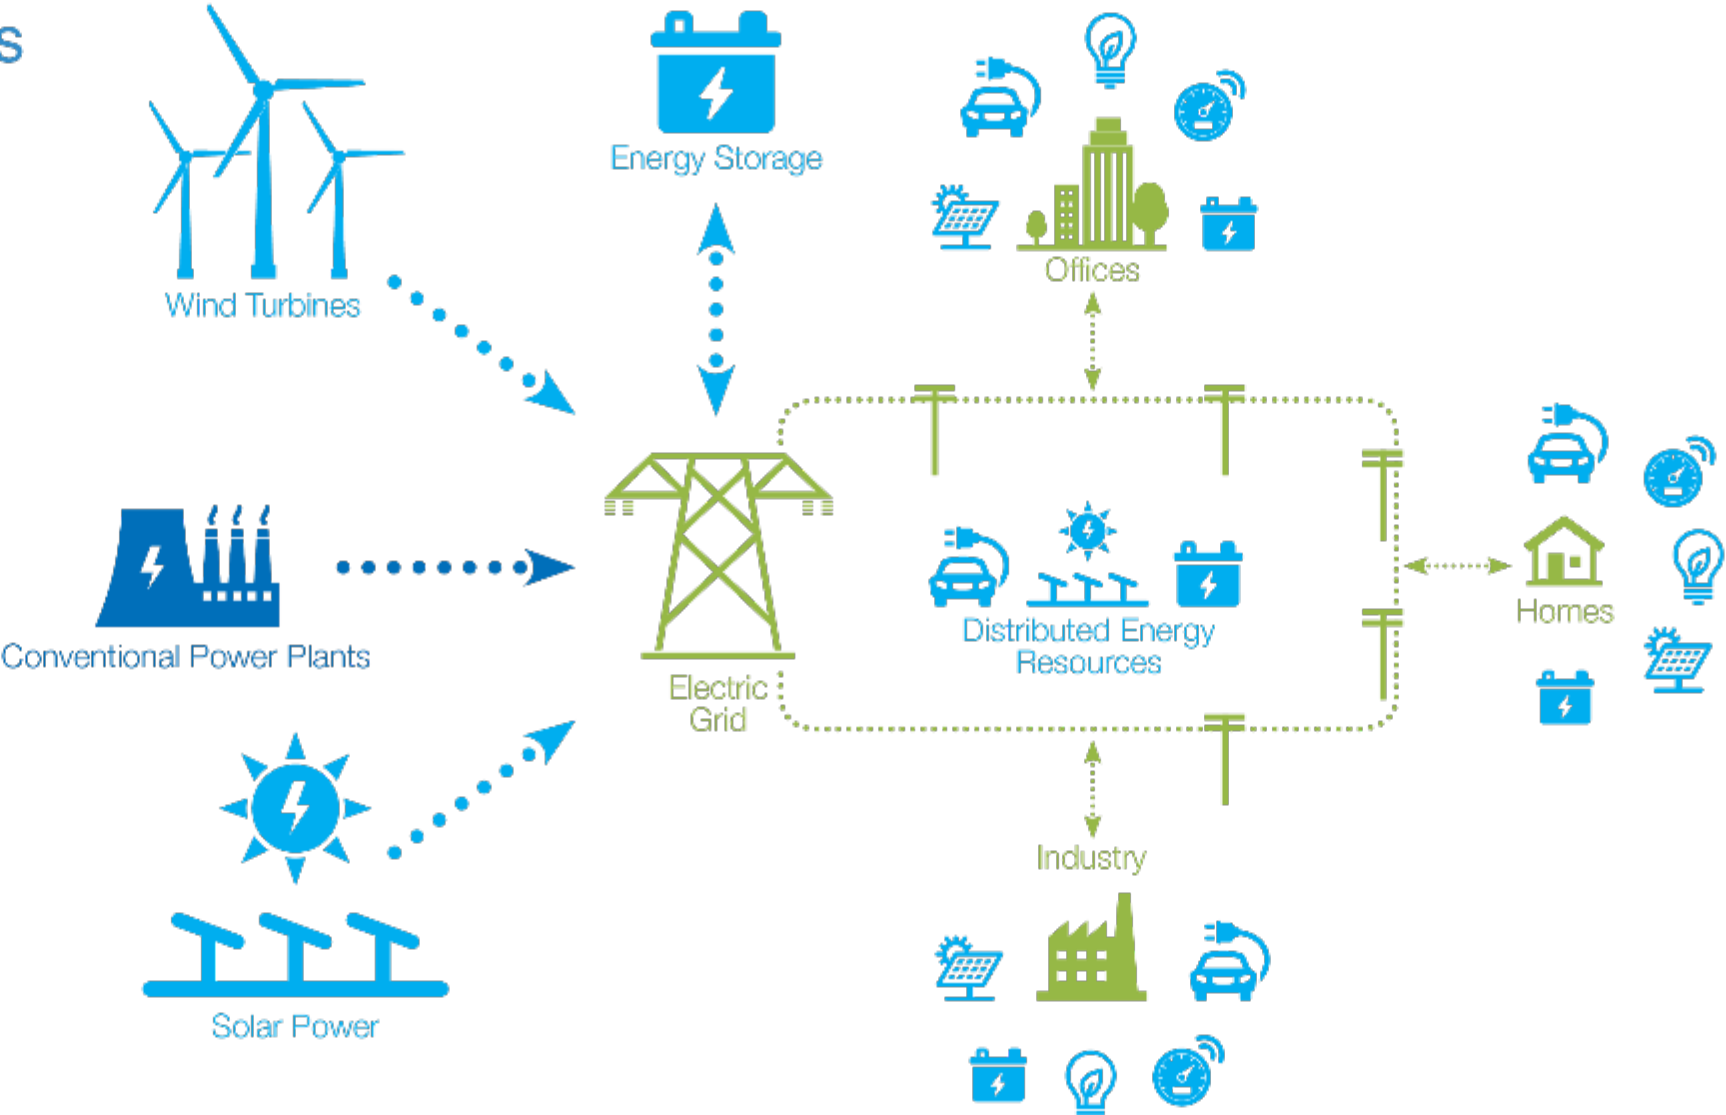 s
Energy Storage
Offices
Wind Turbines
Homes
Distributed Energy
Resources
Conventional Power Plants
Electric
Grid
Industry
Solar Power